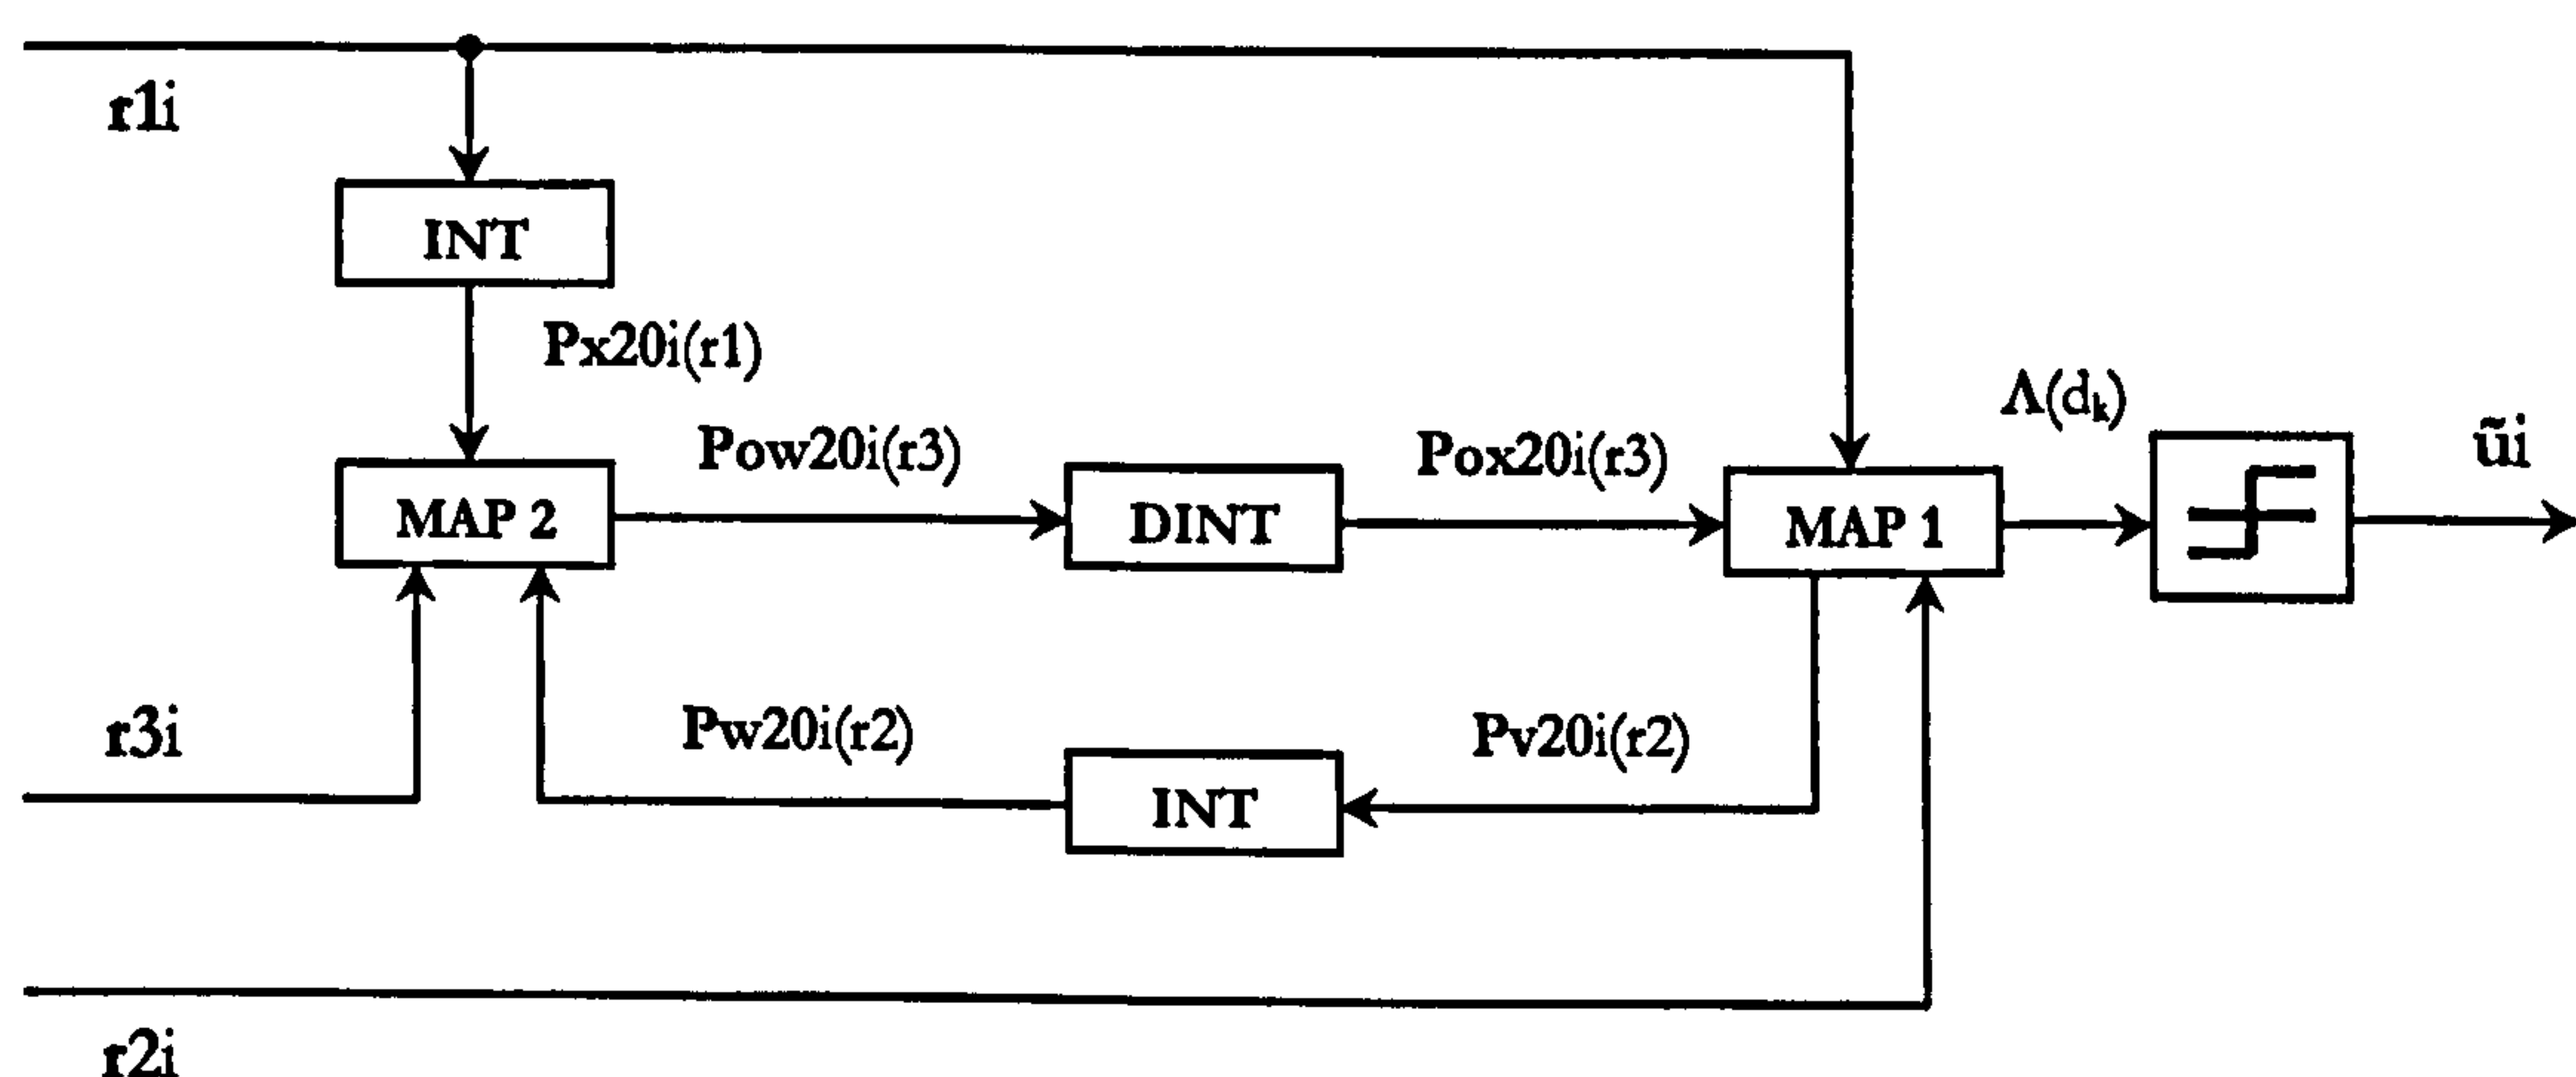 r1i
INT
Px20i(r1)
Λ(dₖ)
Pow20i(r3)
Pox20i(r3)
ũi
MAP 2
DINT
MAP 1
r3i
Pw20i(r2)
Pv20i(r2)
INT
r2i